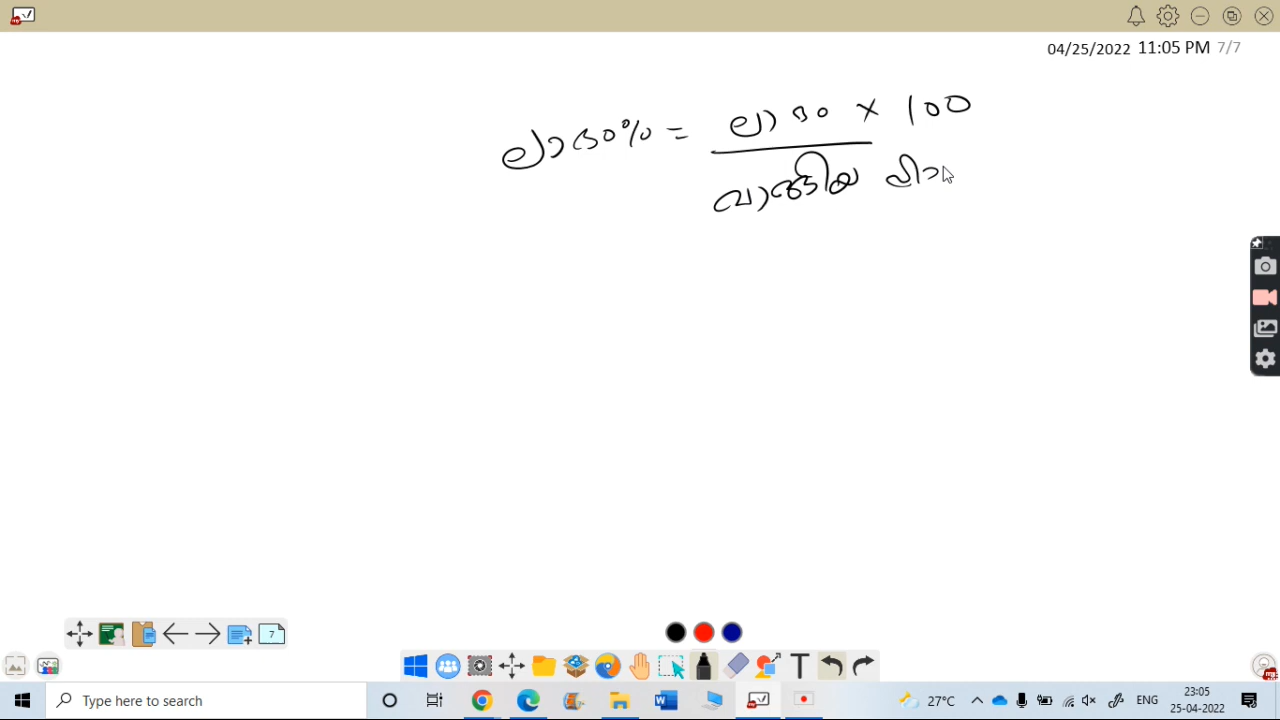 04/25/2022 11:05 PM 7/7
ലാഭം% = ലാഭം × 100
വാങ്ങിയ വി
7
T
Type here to search
27°C
ENG
23:05
25-04-2022